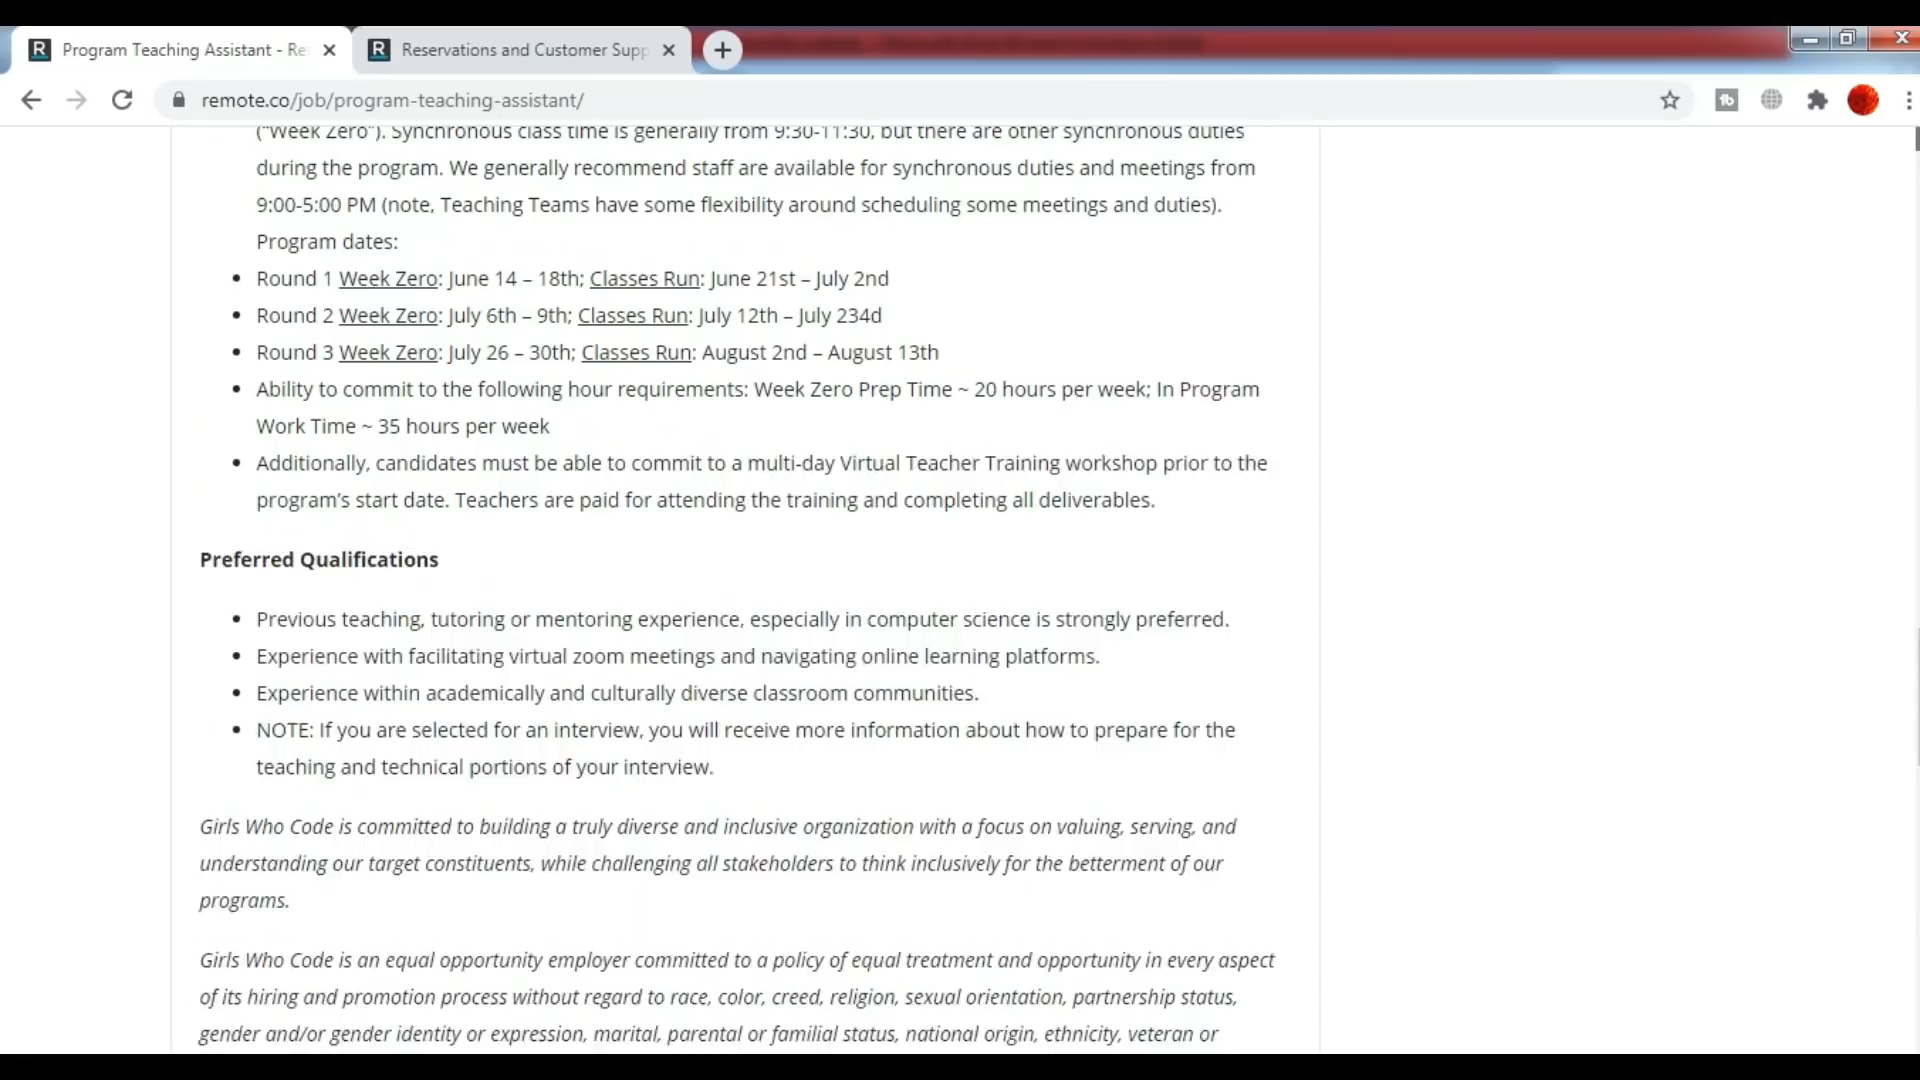 Program Teaching Assistant - Re
Reservations and Customer Supp
remote.co/job/program-teaching-assistant/
("Week Zero"). Synchronous class time is generally from 9:30-11:30, but there are other synchronous duties
during the program. We generally recommend staff are available for synchronous duties and meetings from
9:00-5:00 PM (note, Teaching Teams have some flexibility around scheduling some meetings and duties).
Program dates:
• Round 1 Week Zero: June 14 – 18th; Classes Run: June 21st – July 2nd
• Round 2 Week Zero: July 6th – 9th; Classes Run: July 12th – July 234d
• Round 3 Week Zero: July 26 – 30th; Classes Run: August 2nd – August 13th
• Ability to commit to the following hour requirements: Week Zero Prep Time ~ 20 hours per week; In Program
Work Time ~ 35 hours per week
• Additionally, candidates must be able to commit to a multi-day Virtual Teacher Training workshop prior to the
program's start date. Teachers are paid for attending the training and completing all deliverables.
Preferred Qualifications
• Previous teaching, tutoring or mentoring experience, especially in computer science is strongly preferred.
• Experience with facilitating virtual zoom meetings and navigating online learning platforms.
• Experience within academically and culturally diverse classroom communities.
• NOTE: If you are selected for an interview, you will receive more information about how to prepare for the
teaching and technical portions of your interview.
Girls Who Code is committed to building a truly diverse and inclusive organization with a focus on valuing, serving, and
understanding our target constituents, while challenging all stakeholders to think inclusively for the betterment of our
programs.
Girls Who Code is an equal opportunity employer committed to a policy of equal treatment and opportunity in every aspect
of its hiring and promotion process without regard to race, color, creed, religion, sexual orientation, partnership status,
gender and/or gender identity or expression, marital, parental or familial status, national origin, ethnicity, veteran or